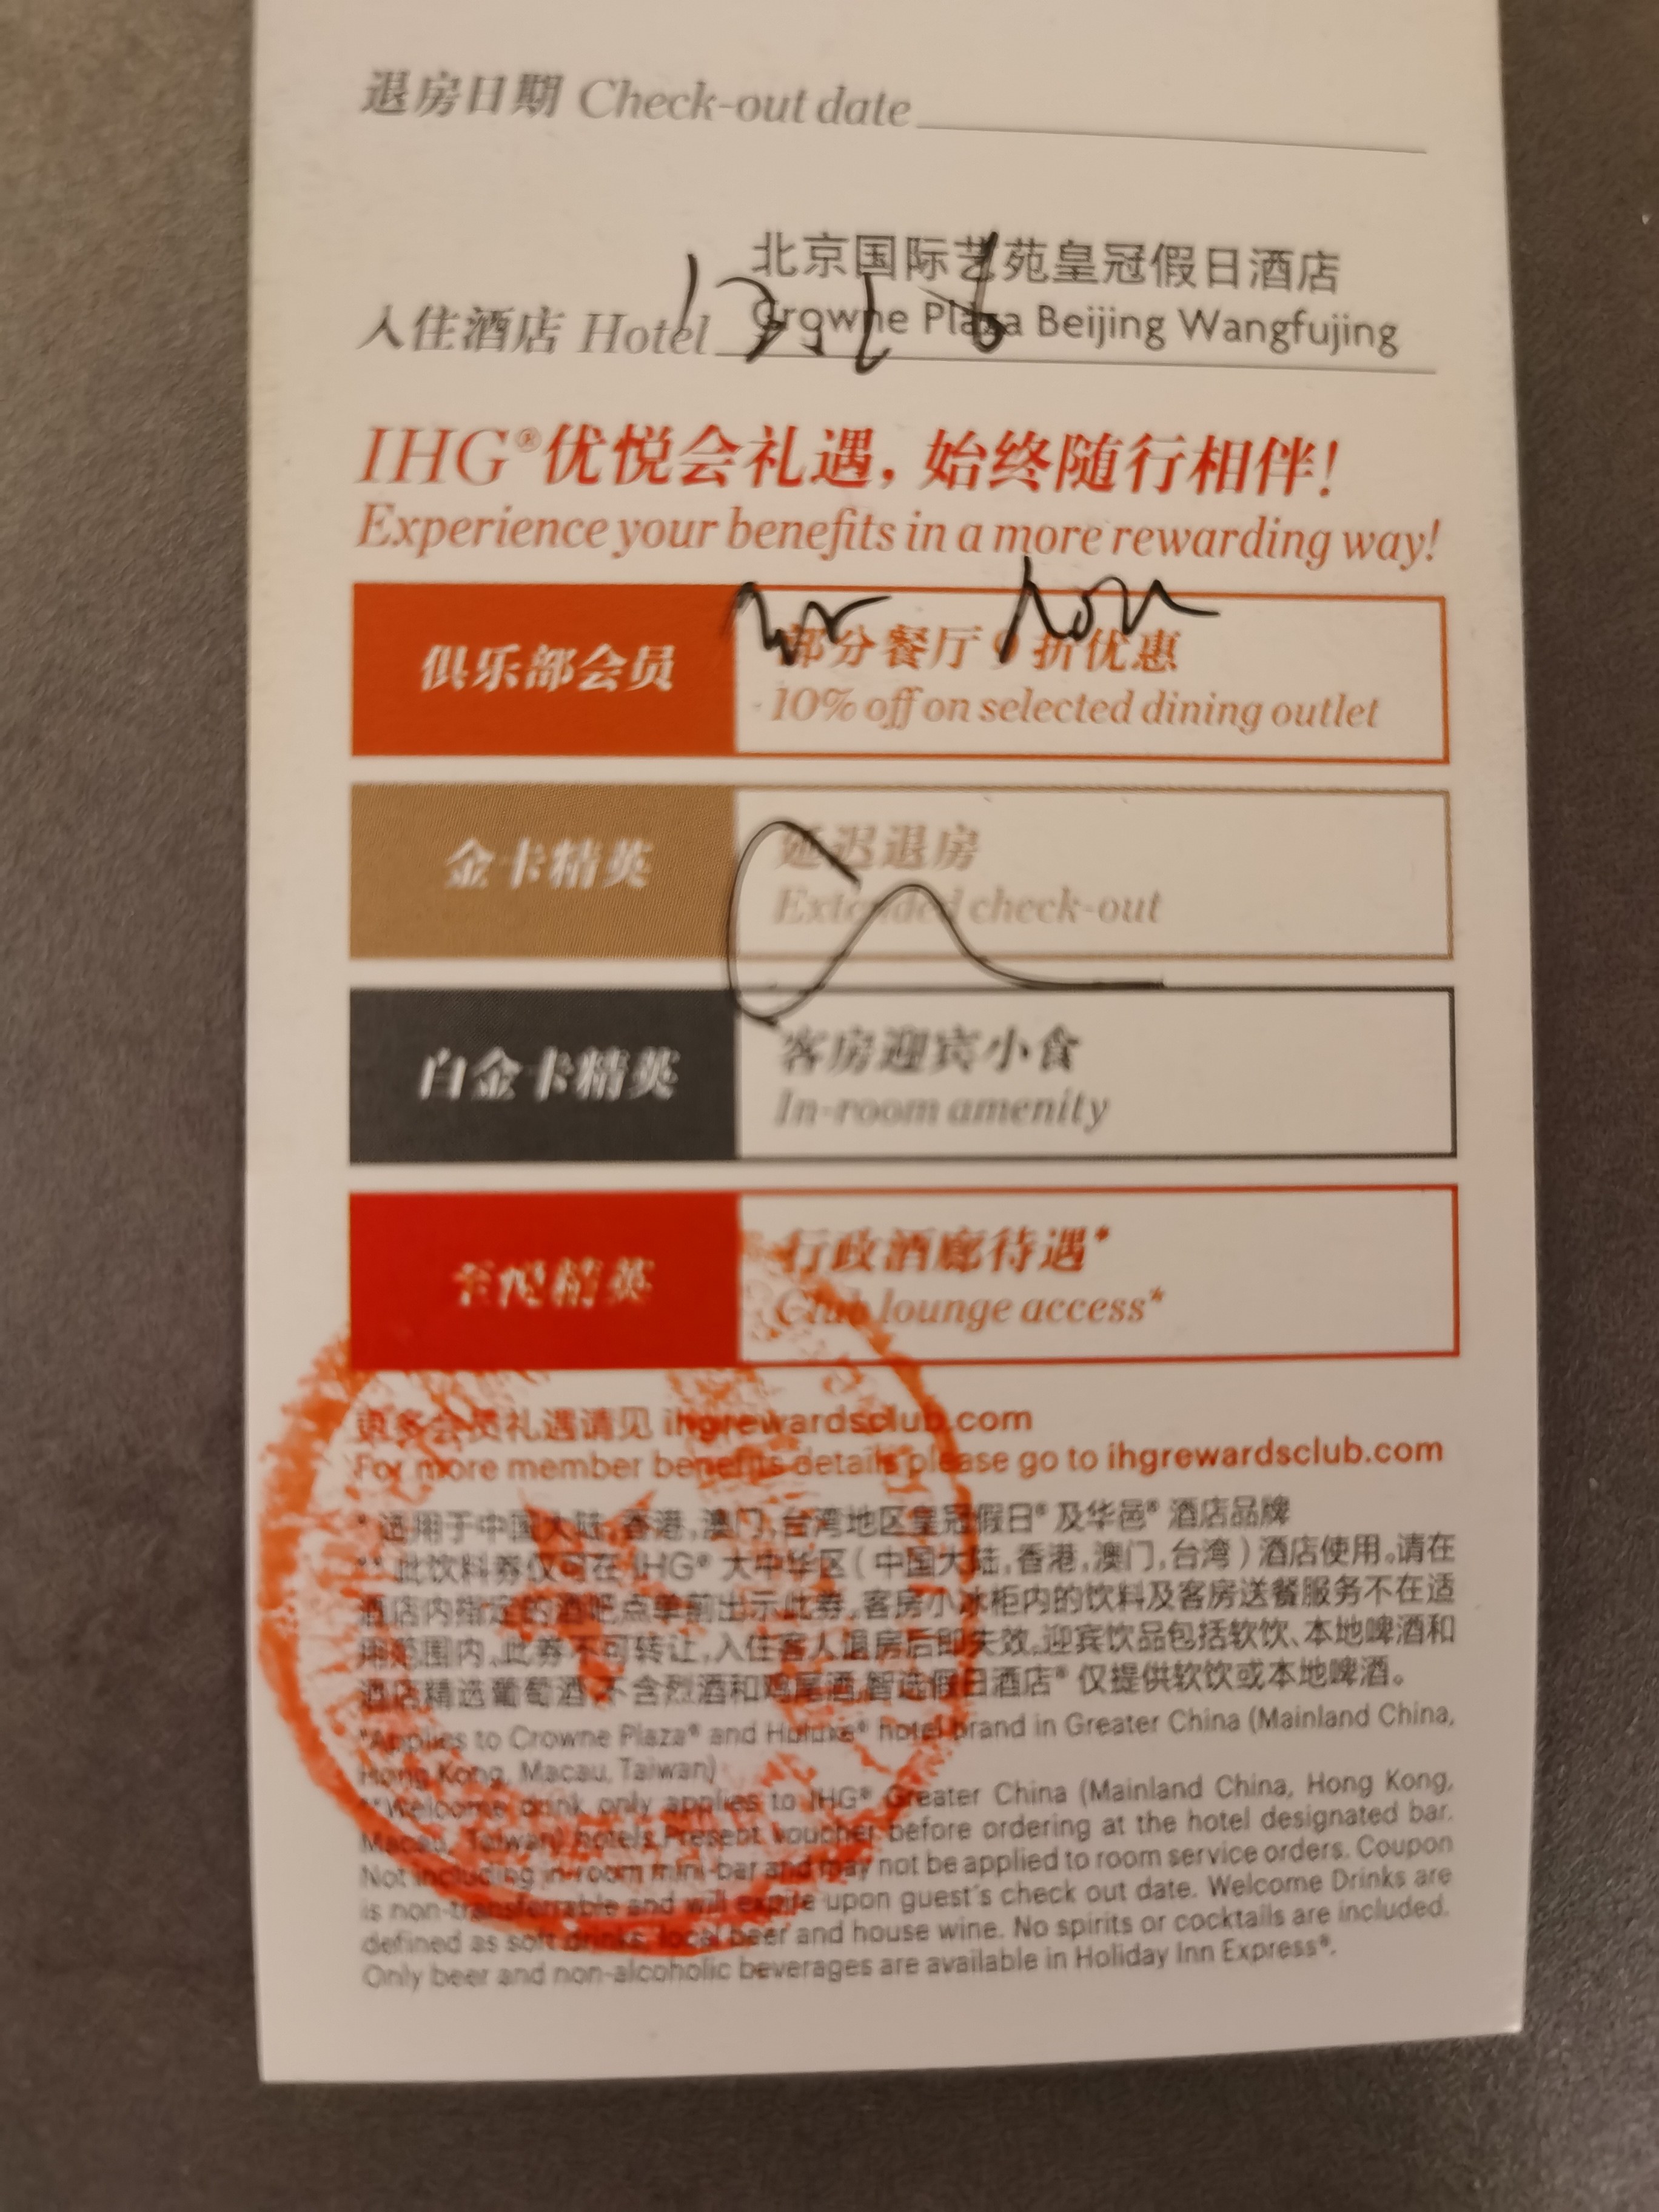 退房日期 Check-out date
北京国际艺苑皇冠假日酒店
入住酒店 Hotel Crowne Plaza Beijing Wangfujing
IHG®优悦会礼遇，始终随行相伴！
Experience your benefits in a more rewarding way!
俱乐部会员
部分餐厅 9 折优惠
10% off on selected dining outlet
金卡精英
延迟退房
Extended check-out
白金卡精英
客房迎宾小食
In-room amenity
至悦精英
行政酒廊待遇*
Club lounge access*
更多会员礼遇请见 ihgrewardsclub.com
For more member benefits details please go to ihgrewardsclub.com
* 适用于中国大陆,香港,澳门,台湾地区皇冠假日® 及华邑® 酒店品牌
** 此饮料券仅可在 IHG® 大中华区（中国大陆,香港,澳门,台湾）酒店使用。请在
酒店内指定的酒吧点单前出示此券,客房小冰柜内的饮料及客房送餐服务不在适
用范围内。此券不可转让,入住客人退房后即失效。迎宾饮品包括软饮、本地啤酒和
酒店精选葡萄酒,不含烈酒和鸡尾酒,智选假日酒店® 仅提供软饮或本地啤酒。
*Applies to Crowne Plaza® and Hualuxe® hotel brand in Greater China (Mainland China,
Hong Kong, Macau, Taiwan)
**Welcome drink only applies to IHG® Greater China (Mainland China, Hong Kong,
Macau, Taiwan) hotels.Present voucher before ordering at the hotel designated bar.
Not including in-room mini-bar and may not be applied to room service orders. Coupon
is non-transferrable and will expire upon guest's check out date. Welcome Drinks are
defined as soft drinks, local beer and house wine. No spirits or cocktails are included.
Only beer and non-alcoholic beverages are available in Holiday Inn Express®.